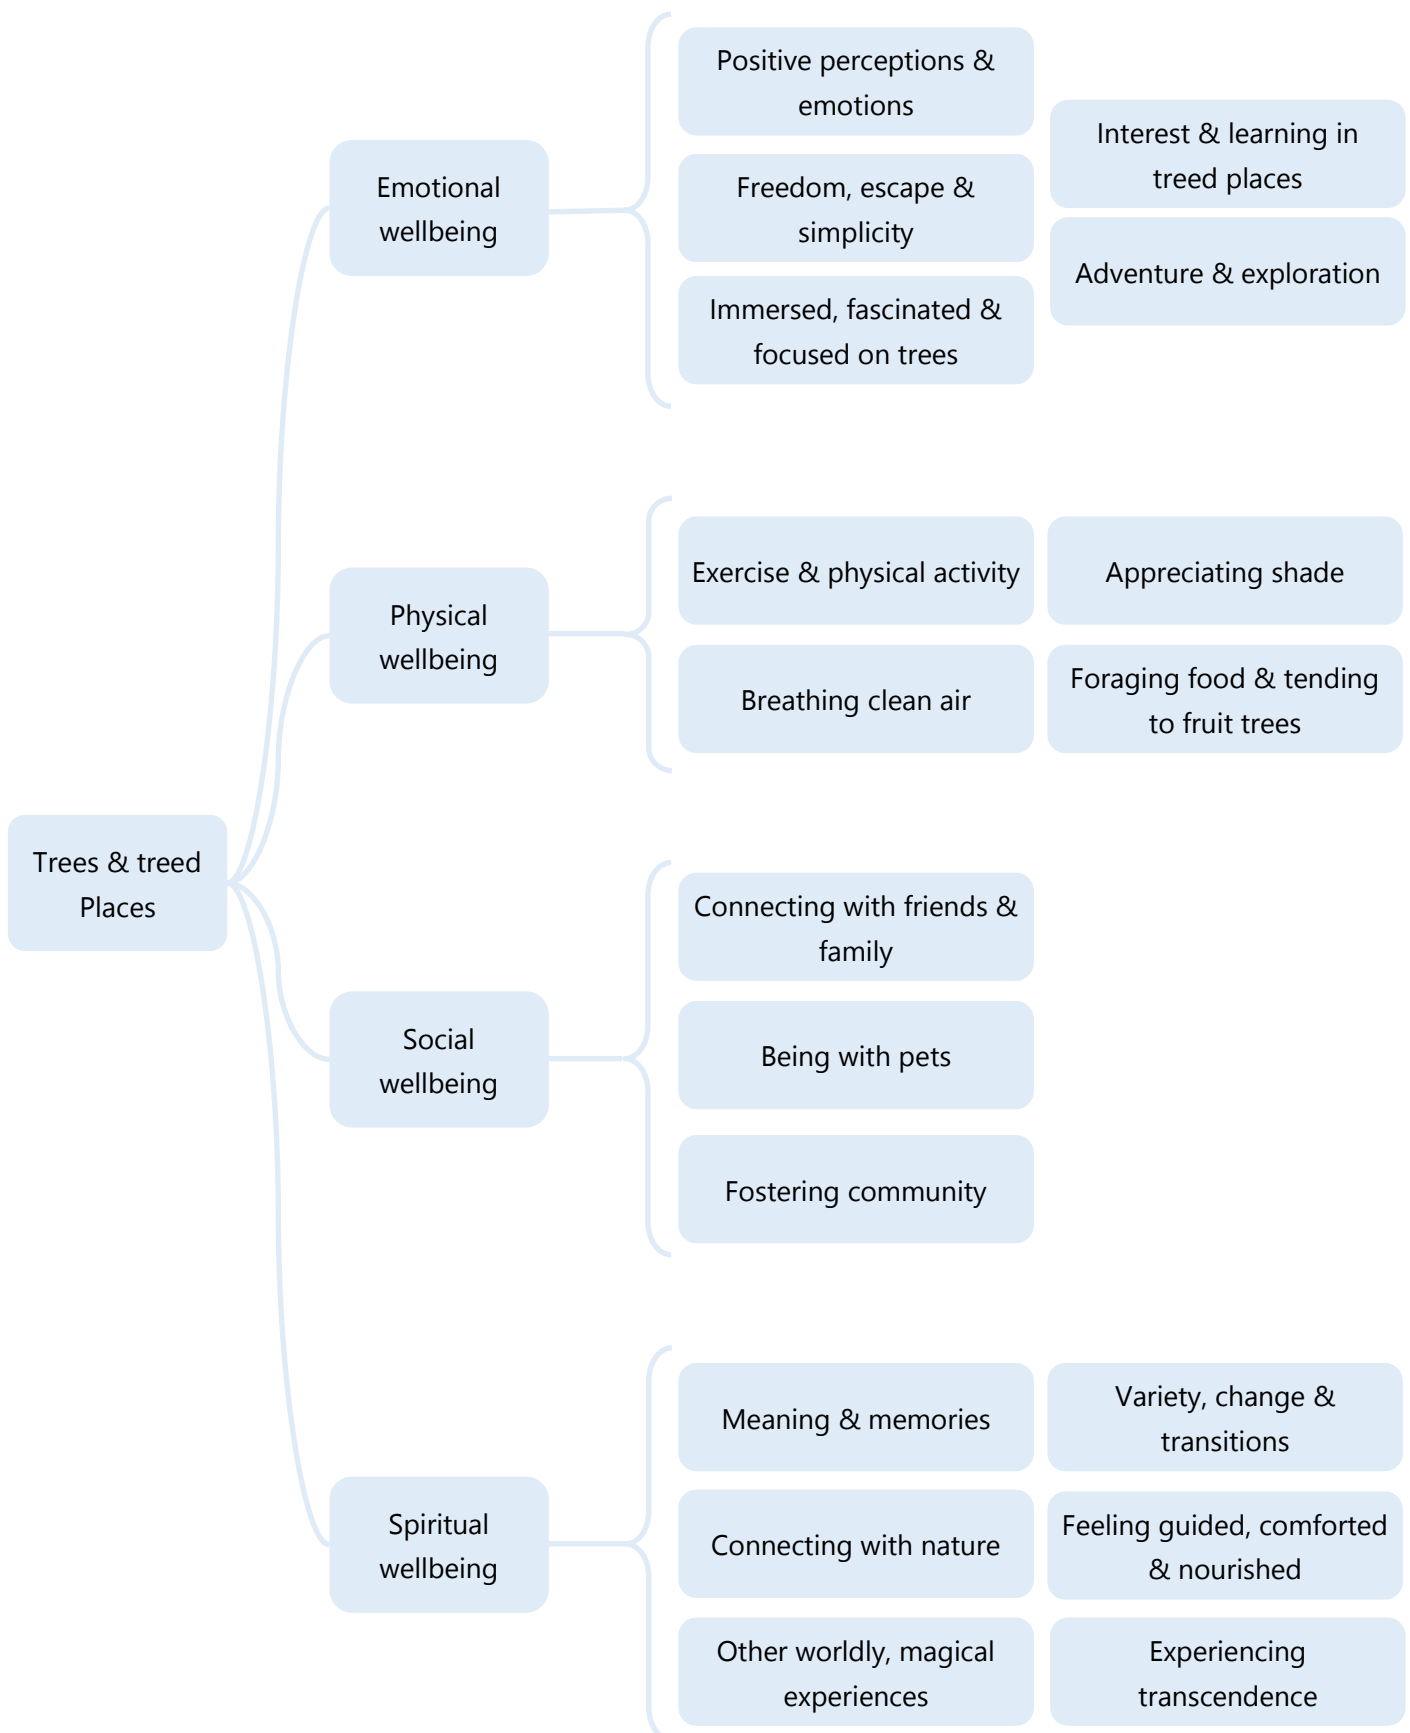 Trees & treed
Places
Emotional
wellbeing
Positive perceptions &
emotions
Freedom, escape &
simplicity
Immersed, fascinated &
focused on trees
Interest & learning in
treed places
Adventure & exploration
Physical
wellbeing
Exercise & physical activity
Appreciating shade
Breathing clean air
Foraging food & tending
to fruit trees
Social
wellbeing
Connecting with friends &
family
Being with pets
Fostering community
Spiritual
wellbeing
Meaning & memories
Variety, change &
transitions
Connecting with nature
Feeling guided, comforted
& nourished
Other worldly, magical
experiences
Experiencing
transcendence